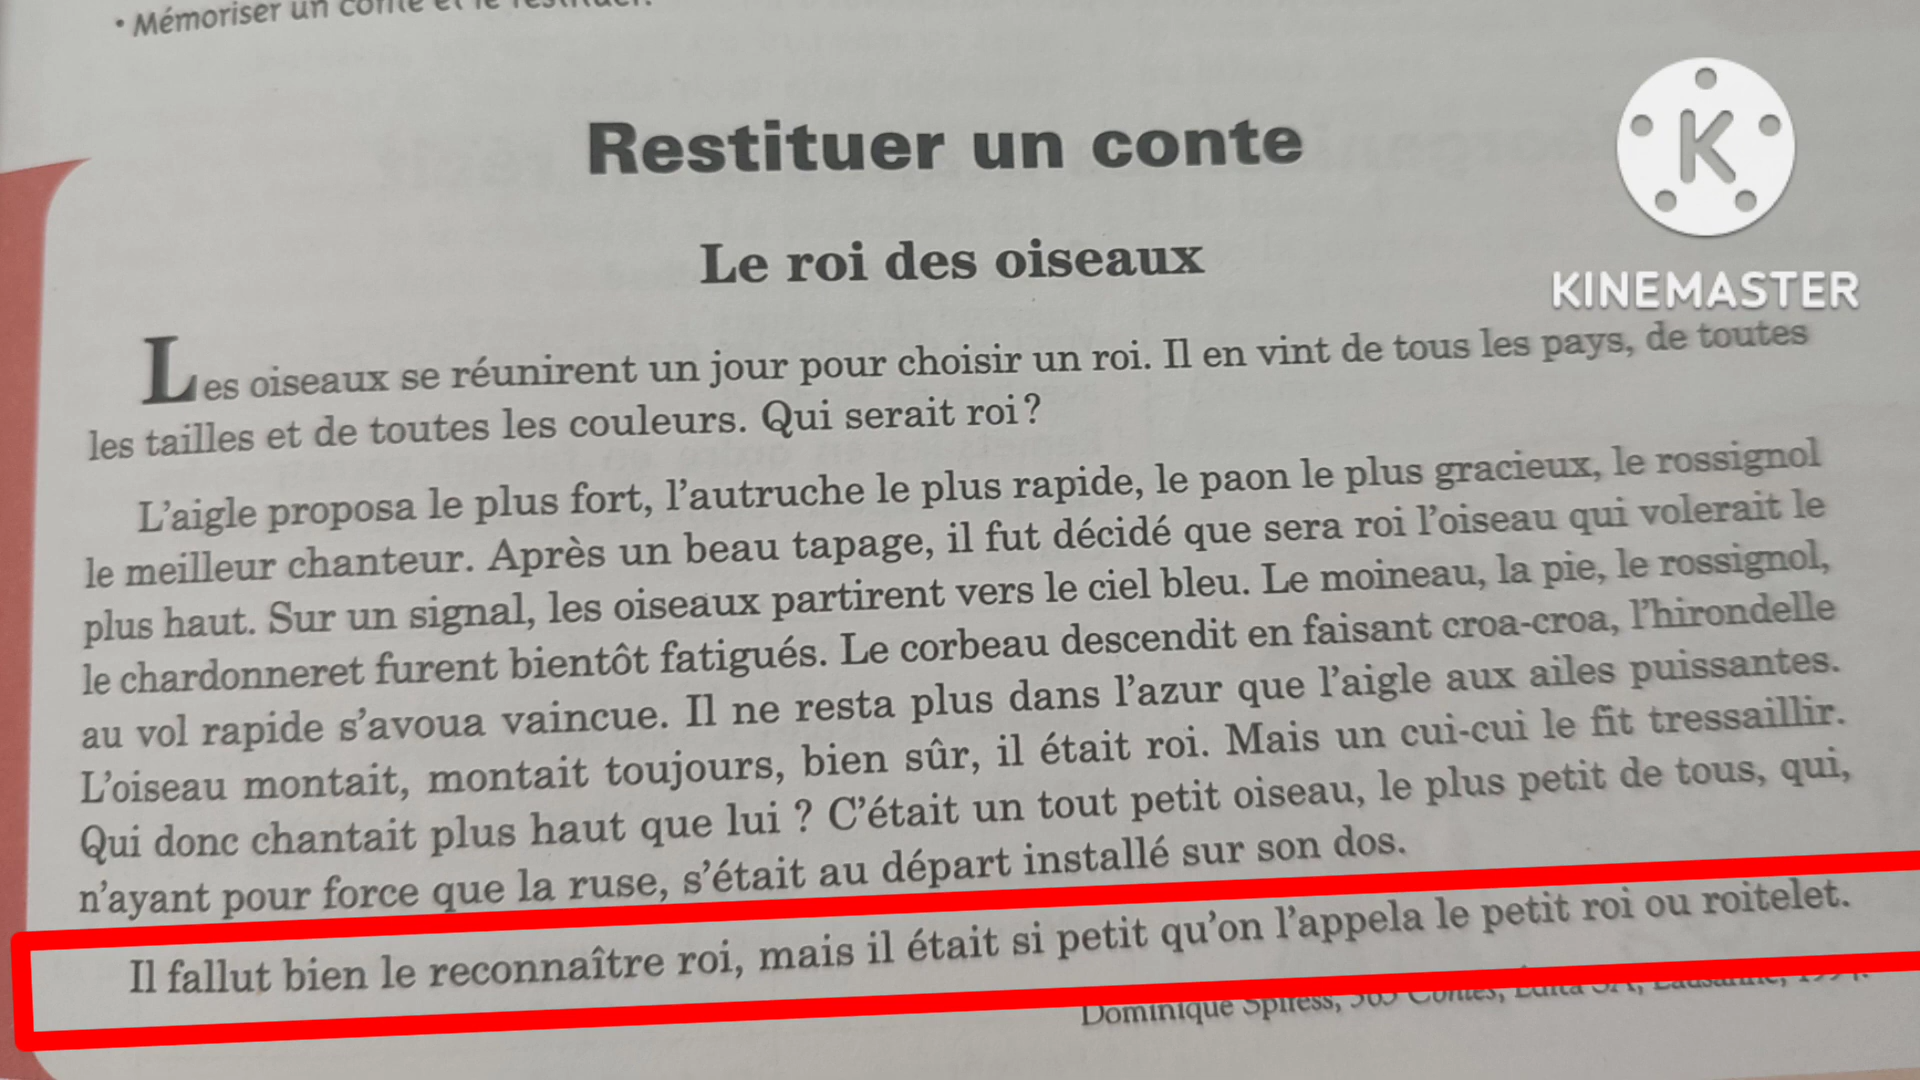 • Mémoriser un conte et le restituer.
Restituer un conte
K
KINEMASTER
Le roi des oiseaux
Les oiseaux se réunirent un jour pour choisir un roi. Il en vint de tous les pays, de toutes
les tailles et de toutes les couleurs. Qui serait roi ?
L'aigle proposa le plus fort, l'autruche le plus rapide, le paon le plus gracieux, le rossignol
le meilleur chanteur. Après un beau tapage, il fut décidé que sera roi l'oiseau qui volerait le
plus haut. Sur un signal, les oiseaux partirent vers le ciel bleu. Le moineau, la pie, le rossignol,
le chardonneret furent bientôt fatigués. Le corbeau descendit en faisant croa-croa, l'hirondelle
au vol rapide s'avoua vaincue. Il ne resta plus dans l'azur que l'aigle aux ailes puissantes.
L'oiseau montait, montait toujours, bien sûr, il était roi. Mais un cui-cui le fit tressaillir.
Qui donc chantait plus haut que lui ? C'était un tout petit oiseau, le plus petit de tous, qui,
n'ayant pour force que la ruse, s'était au départ installé sur son dos.
Il fallut bien le reconnaître roi, mais il était si petit qu'on l'appela le petit roi ou roitelet.
Dominique Spiress, 365 Contes, Edita SA, Lausanne,